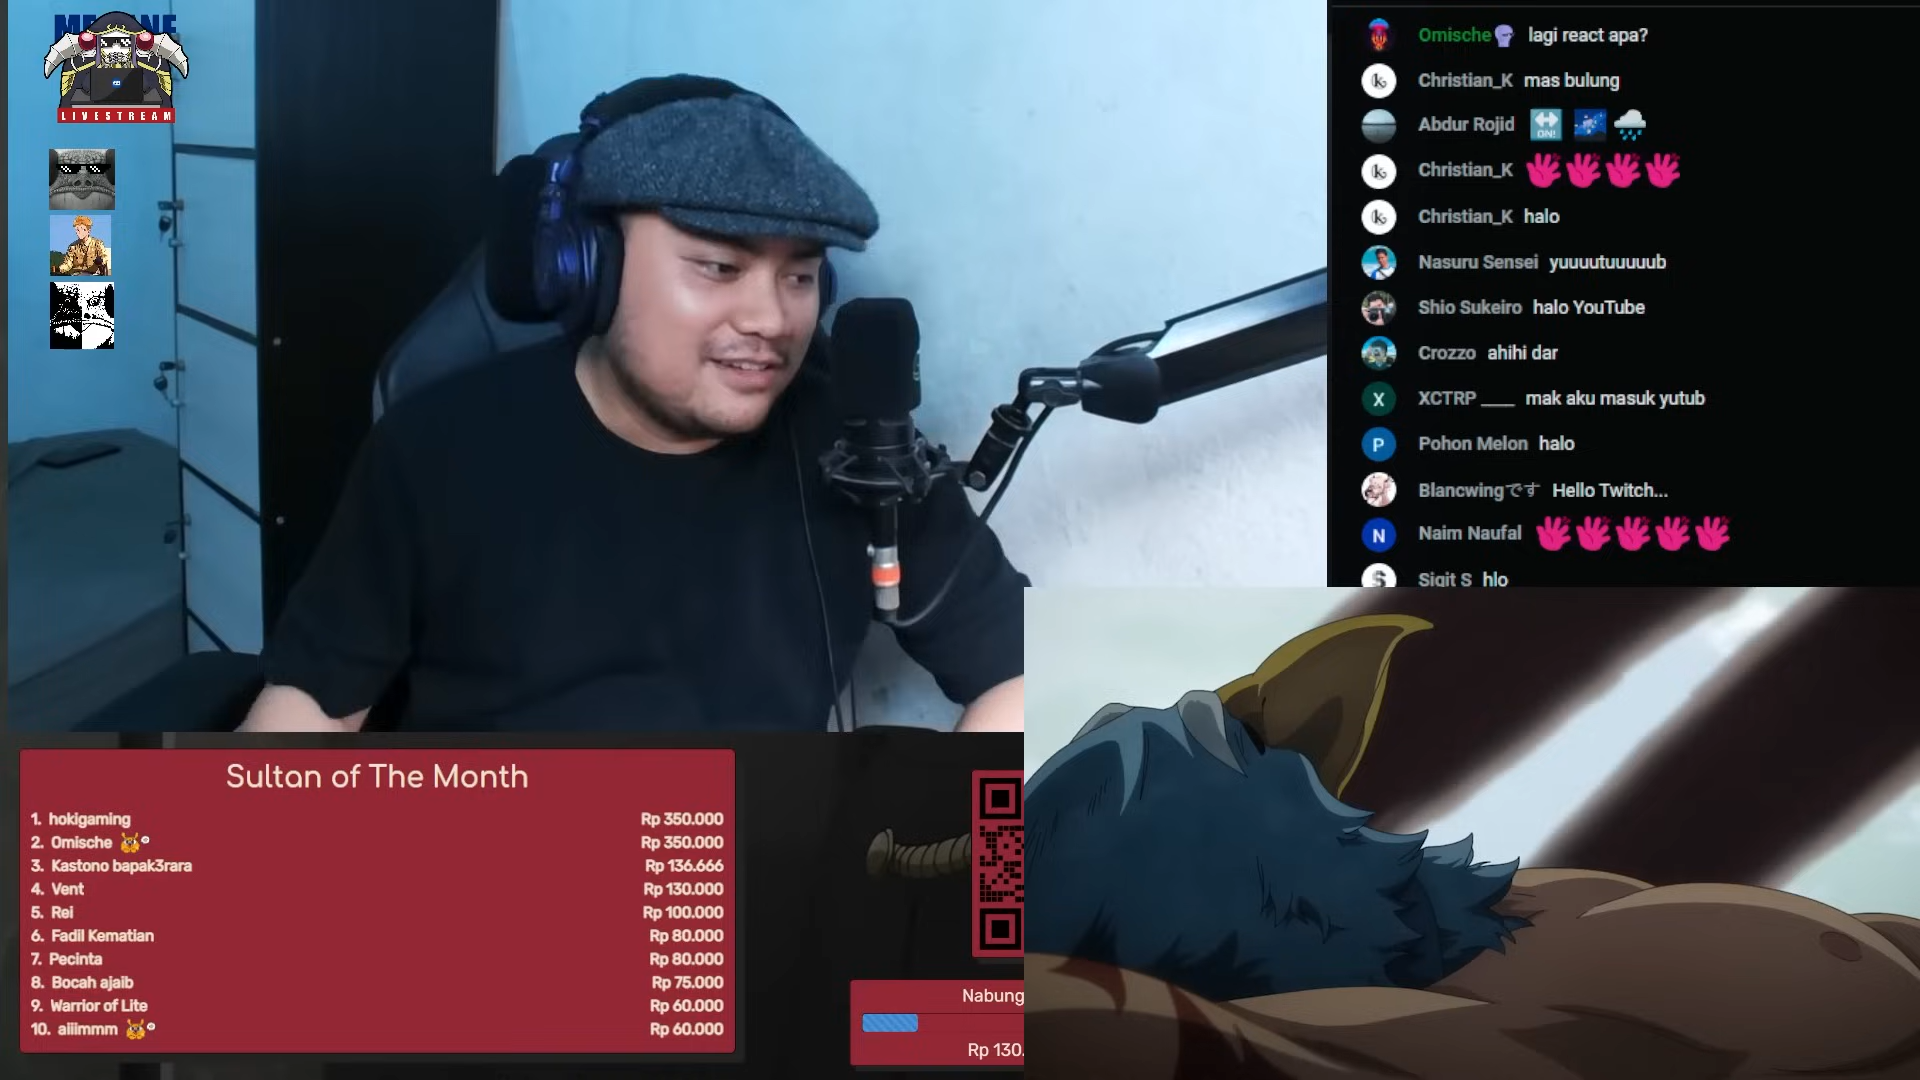 LIVESTREAM
Omische lagi react apa?
Christian_K mas bulung
Abdur Rojid ON!
Christian_K
Christian_K halo
Nasuru Sensei yuuuutuuuuub
Shio Sukeiro halo YouTube
Crozzo ahihi dar
X XCTRP ____ mak aku masuk yutub
P Pohon Melon halo
Blancwingです Hello Twitch...
N Naim Naufal
Sigit S hlo
Sultan of The Month
1. hokigaming Rp 350.000
2. Omische Rp 350.000
3. Kastono bapak3rara Rp 136.666
4. Vent Rp 130.000
5. Rei Rp 100.000
6. Fadil Kematian Rp 80.000
7. Pecinta Rp 80.000
8. Bocah ajaib Rp 75.000
9. Warrior of Lite Rp 60.000
10. aiiimmm Rp 60.000
Nabung
Rp 130.